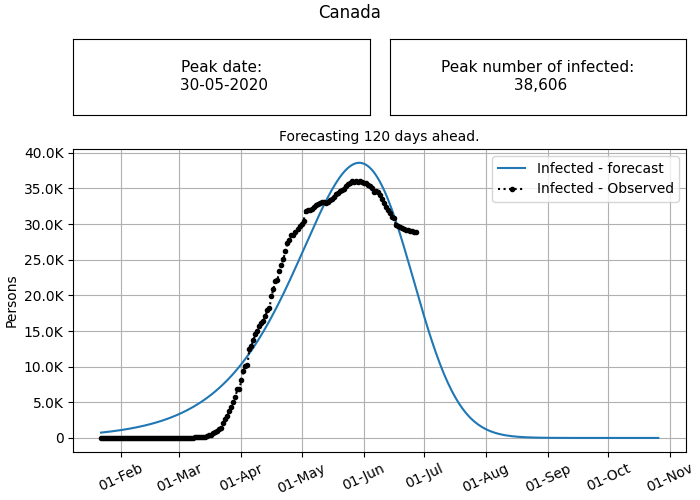 Canada
Peak date:
30-05-2020
Peak number of infected:
38,606
Forecasting 120 days ahead.
40.0K
35.0K
30.0K
25.0K
20.0K
15.0K
10.0K
5.0K
0
Persons
Infected - forecast
Infected - Observed
01-Feb
01-Mar
01-Apr
01-May
01-Jun
01-Jul
01-Aug
01-Sep
01-Oct
01-Nov